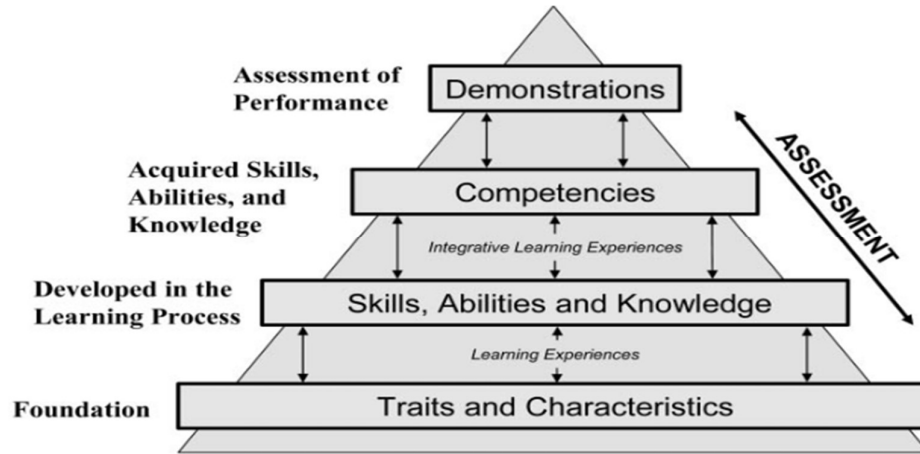 Assessment of
Performance
Demonstrations
ASSESSMENT
Acquired Skills,
Abilities, and
Knowledge
Competencies
Integrative Learning Experiences
Developed in the
Learning Process
Skills, Abilities and Knowledge
Learning Experiences
Foundation
Traits and Characteristics